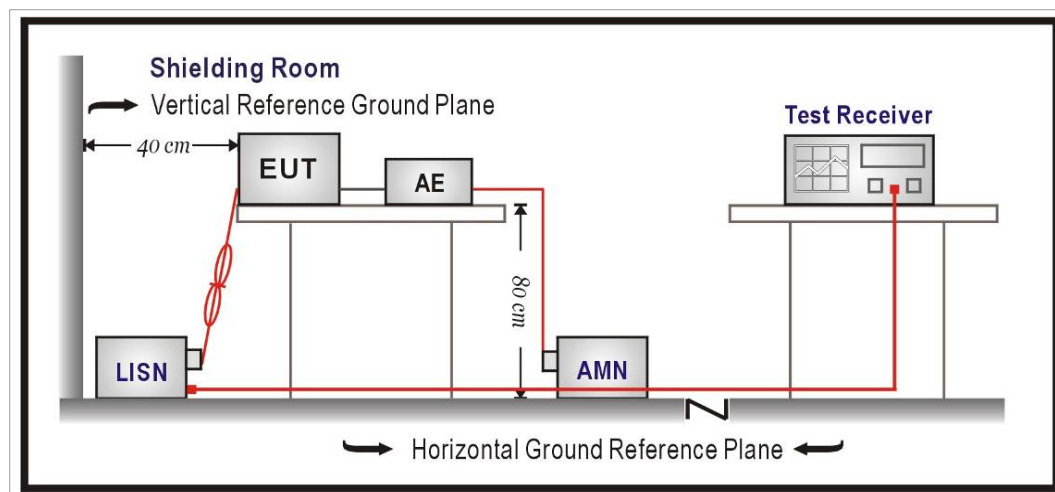 Shielding Room
Vertical Reference Ground Plane
Test Receiver
40 cm
EUT
AE
80 cm
LISN
AMN
Horizontal Ground Reference Plane